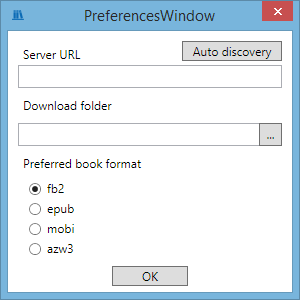 PreferencesWindow
Server URL
Auto discovery
Download folder
...
Preferred book format
fb2
epub
mobi
azw3
OK